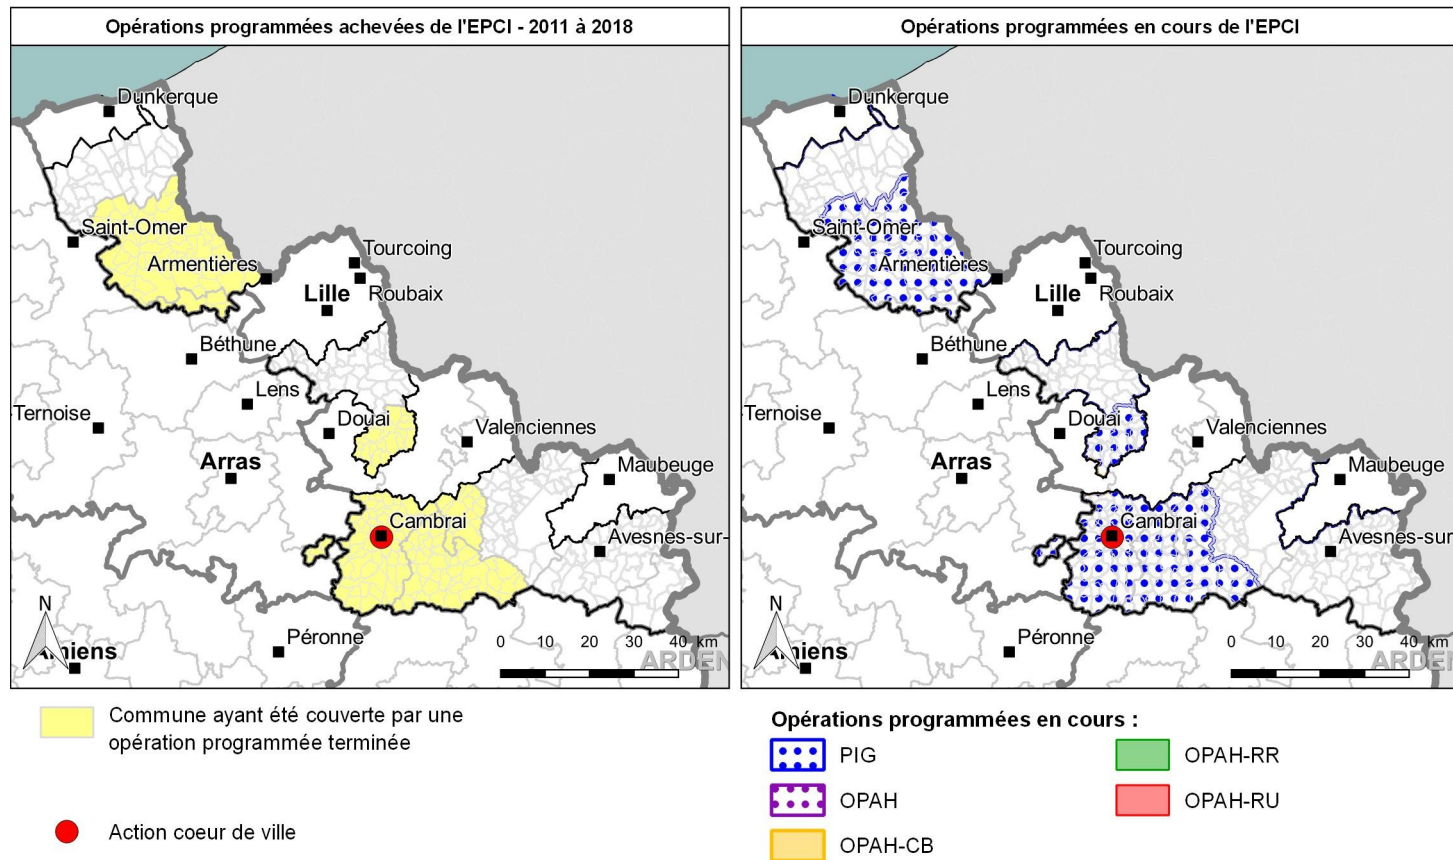 Opérations programmées achevées de l'EPCI - 2011 à 2018
Dunkerque
Saint-Omer
Tourcoing
Armentières
Lille
Roubaix
Béthune
Lens
Ternoise
Douai
Valenciennes
Arras
Maubeuge
Cambrai
Avesnes-sur-
N
Péronne
0 10 20 30 40 km
ARDEN
Opérations programmées en cours de l'EPCI
Dunkerque
Saint-Omer
Tourcoing
Armentières
Lille
Roubaix
Béthune
Lens
Ternoise
Douai
Valenciennes
Arras
Maubeuge
Cambrai
Avesnes-sur
N
Péronne
0 10 20 30 40 km
ARDEN
Commune ayant été couverte par une
opération programmée terminée
Action coeur de ville
Opérations programmées en cours :
PIG
OPAH
OPAH-CB
OPAH-RR
OPAH-RU